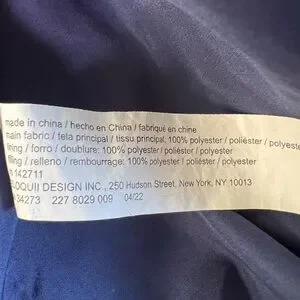 made in china / hecho en China / fabriqué en chine
main fabric / tela principal / tissu principal: 100% polyester / poliéster / polyeste
lining / forro / doublure: 100% polyester / poliéster / polyester
filling / relleno / rembourrage: 100% polyester / poliéster / polyester
142711
LOQUII DESIGN INC., 250 Hudson Street, New York, NY 10013
34273 227 8029 009 04/22